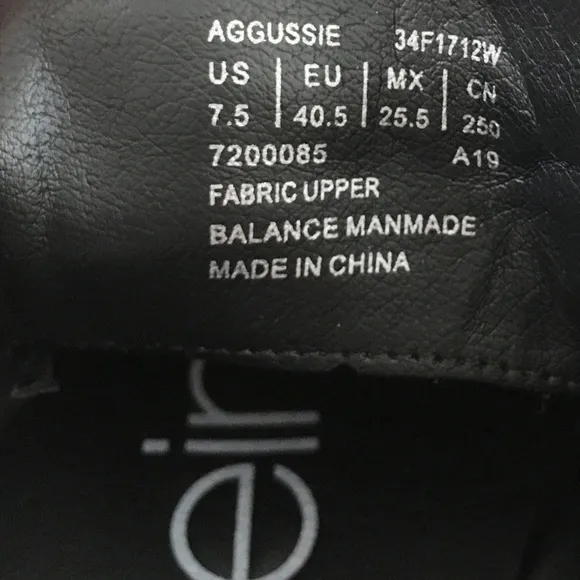 AGGUSSIE 34F1712W
US | EU | MX | CN
7.5 | 40.5 | 25.5 | 250
7200085 A19
FABRIC UPPER
BALANCE MANMADE
MADE IN CHINA
eir